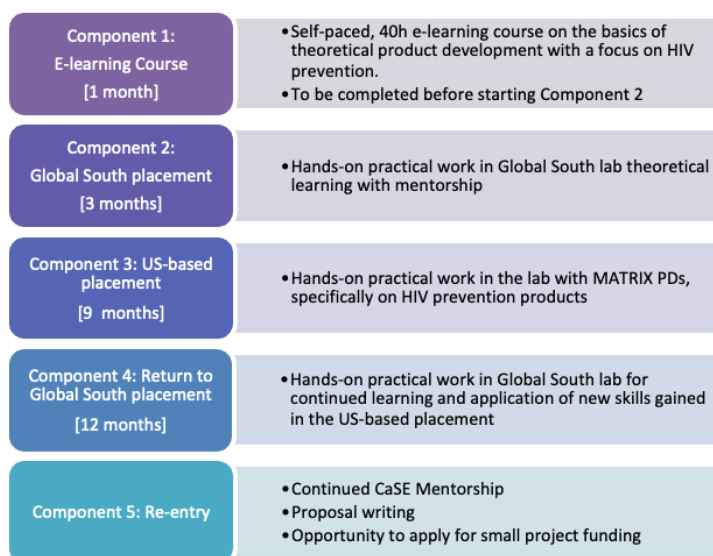 Component 1:
E-learning Course
[1 month]
•Self-paced, 40h e-learning course on the basics of
theoretical product development with a focus on HIV
prevention.
•To be completed before starting Component 2
Component 2:
Global South placement
[3 months]
•Hands-on practical work in Global South lab theoretical
learning with mentorship
Component 3: US-based
placement
[9 months]
•Hands-on practical work in the lab with MATRIX PDs,
specifically on HIV prevention products
Component 4: Return to
Global South placement
[12 months]
•Hands-on practical work in Global South lab for
continued learning and application of new skills gained
in the US-based placement
Component 5: Re-entry
•Continued CaSE Mentorship
•Proposal writing
•Opportunity to apply for small project funding